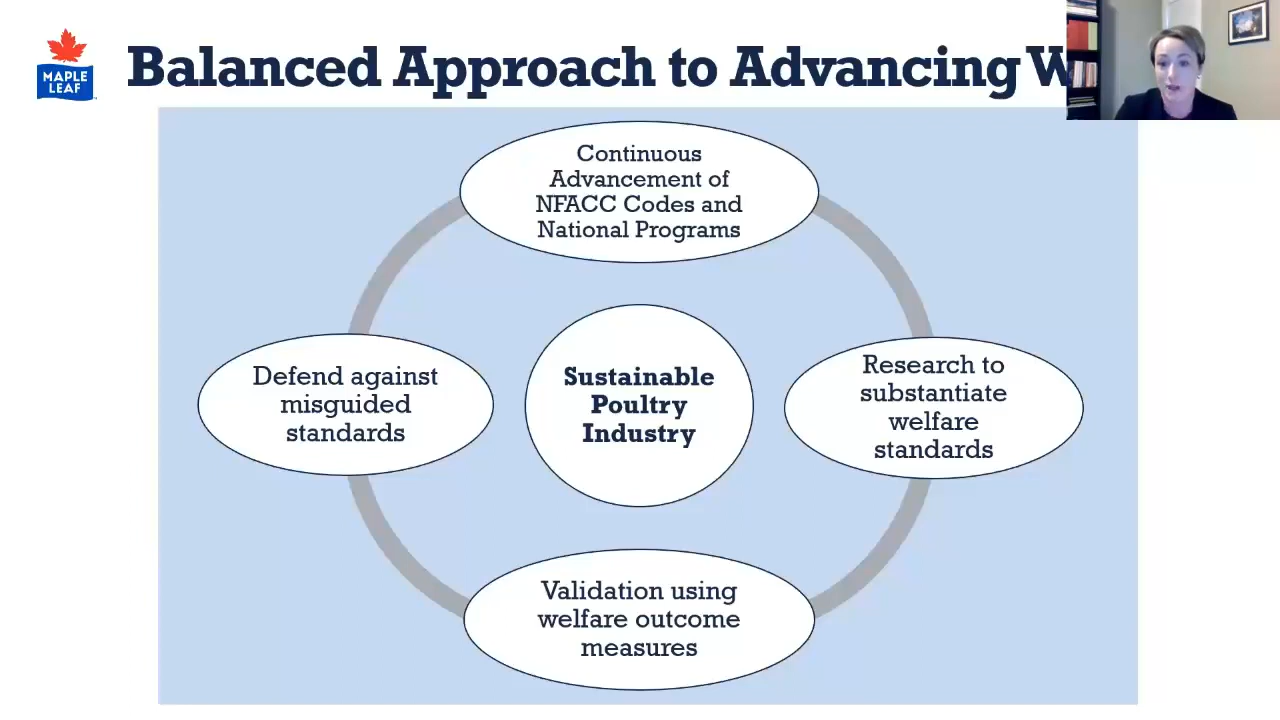 MAPLE
LEAF
Balanced Approach to Advancing W
Continuous
Advancement of
NFACC Codes and
National Programs
Defend against
misguided
standards
Sustainable
Poultry
Industry
Research to
substantiate
welfare
standards
Validation using
welfare outcome
measures